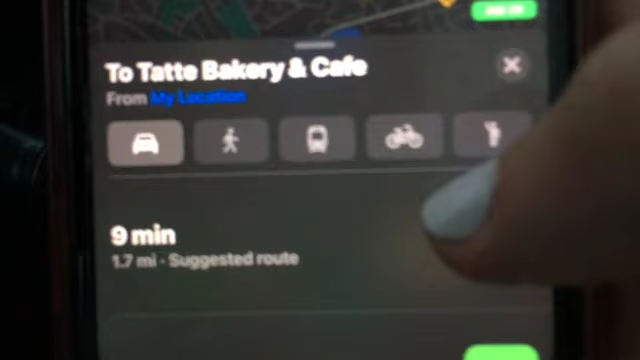 To Tatte Bakery & Cafe
From My Location
9 min
1.7 mi · Suggested route